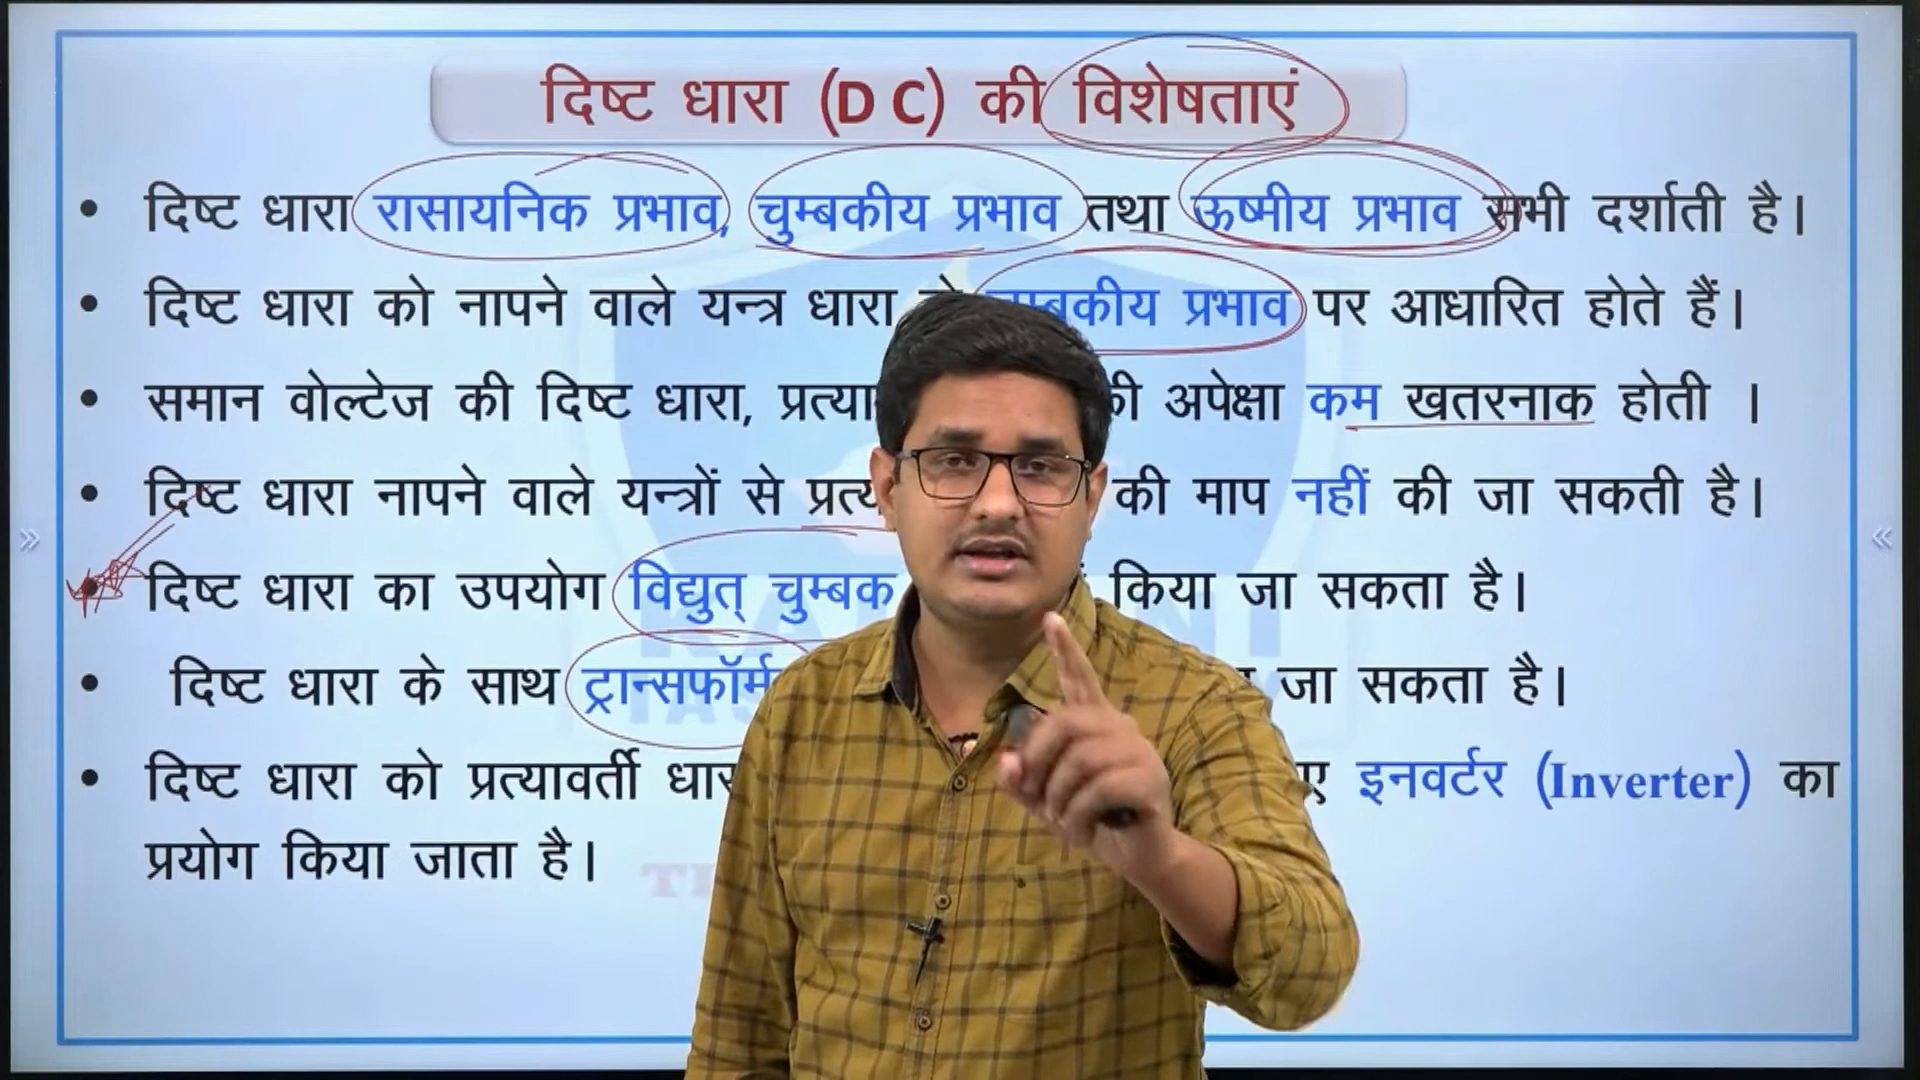 दिष्ट धारा (D C) की विशेषताएं
• दिष्ट धारा रासायनिक प्रभाव, चुम्बकीय प्रभाव तथा ऊष्मीय प्रभाव सभी दर्शाती है।
• दिष्ट धारा को नापने वाले यन्त्र धारा प्रभाव पर आधारित होते हैं।
• समान वोल्टेज की दिष्ट धारा, की अपेक्षा कम खतरनाक होती ।
• दिष्ट धारा नापने वाले यन्त्रों से की माप नहीं की जा सकती है।
• दिष्ट धारा का उपयोग विद्युत् चुम्बक किया जा सकता है।
• दिष्ट धारा के साथ जा सकता है।
• दिष्ट धारा को प्रत्यावर्ती इनवर्टर (Inverter) का
प्रयोग किया जाता है।